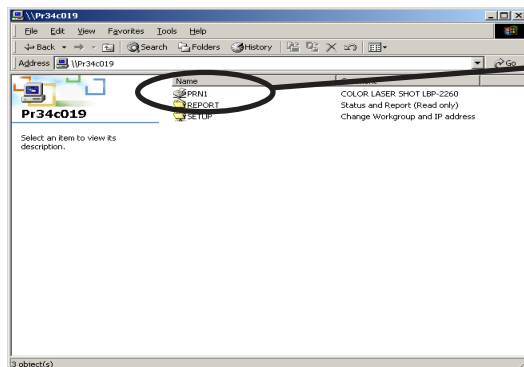 \\Pr34c019
File Edit View Favorites Tools Help
Back Search Folders History
Address \\Pr34c019 Go
Name
PRN1 COLOR LASER SHOT LBP-2260
REPORT Status and Report (Read only)
SETUP Change Workgroup and IP address
Pr34c019
Select an item to view its
description.
3 object(s)